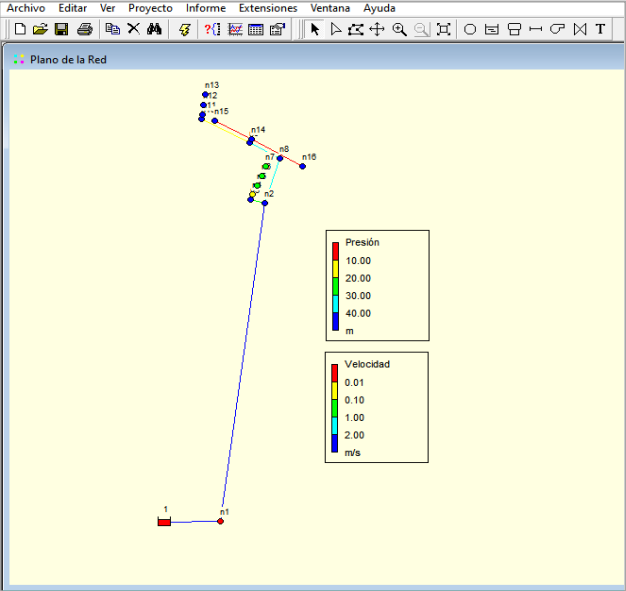 Archivo Editar Ver Proyecto Informe Extensiones Ventana Ayuda
T
Plano de la Red
n13
n15
n14
n8
n7
n16
n2
Presión
10.00
20.00
30.00
40.00
m
Velocidad
0.01
0.10
1.00
2.00
m/s
1
n1